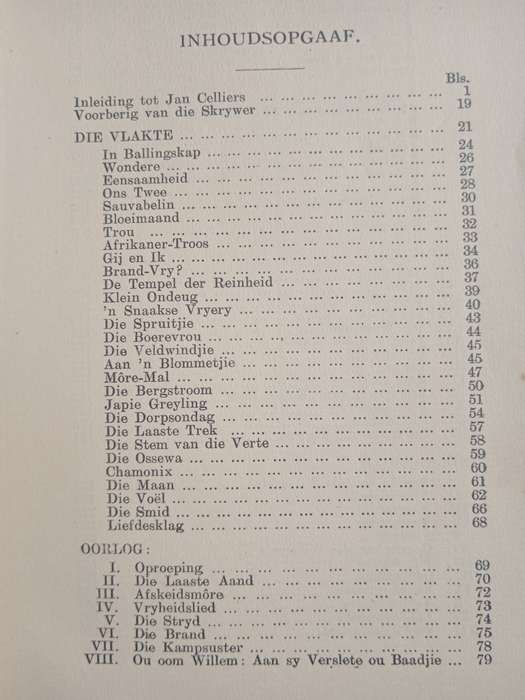 INHOUDSOPGAAF.
Bls.
Inleiding tot Jan Celliers ... ... ... ... ... ... ... 1
Voorberig van die Skrywer ... ... ... ... ... ... ... 19
DIE VLAKTE ... ... ... ... ... ... ... ... ... ... 21
In Ballingskap ... ... ... ... ... ... ... ... ... 24
Wondere ... ... ... ... ... ... ... ... ... ... 26
Eensaamheid ... ... ... ... ... ... ... ... ... 27
Ons Twee ... ... ... ... ... ... ... ... ... 28
Sauvabelin ... ... ... ... ... ... ... ... ... 30
Bloeimaand ... ... ... ... ... ... ... ... ... 31
Trou ... ... ... ... ... ... ... ... ... ... 32
Afrikaner-Troos ... ... ... ... ... ... ... ... 33
Gij en Ik ... ... ... ... ... ... ... ... ... 34
Brand-Vry? ... ... ... ... ... ... ... ... ... 36
De Tempel der Reinheid ... ... ... ... ... ... 37
Klein Ondeug ... ... ... ... ... ... ... ... 39
'n Snaakse Vryery ... ... ... ... ... ... ... ... 40
Die Spruitjie ... ... ... ... ... ... ... ... ... 43
Die Boerevrou ... ... ... ... ... ... ... ... 44
Die Veldwindjie ... ... ... ... ... ... ... ... 45
Aan 'n Blommetjie ... ... ... ... ... ... ... 45
Môre-Mal ... ... ... ... ... ... ... ... ... 47
Die Bergstroom ... ... ... ... ... ... ... ... 50
Japie Greyling ... ... ... ... ... ... ... ... 51
Die Dorpsondag ... ... ... ... ... ... ... ... 54
Die Laaste Trek ... ... ... ... ... ... ... ... 57
Die Stem van die Verte ... ... ... ... ... ... 58
Die Ossewa ... ... ... ... ... ... ... ... ... 59
Chamonix ... ... ... ... ... ... ... ... ... 60
Die Maan ... ... ... ... ... ... ... ... ... 61
Die Voël ... ... ... ... ... ... ... ... ... 62
Die Smid ... ... ... ... ... ... ... ... ... 66
Liefdesklag ... ... ... ... ... ... ... ... ... 68
OORLOG:
I. Oproeping ... ... ... ... ... ... ... ... 69
II. Die Laaste Aand ... ... ... ... ... ... ... 70
III. Afskeidsmôre ... ... ... ... ... ... ... ... 72
IV. Vryheidslied ... ... ... ... ... ... ... ... 73
V. Die Stryd ... ... ... ... ... ... ... ... 74
VI. Die Brand ... ... ... ... ... ... ... ... 75
VII. Die Kampsuster ... ... ... ... ... ... ... 78
VIII. Ou oom Willem: Aan sy Verslete ou Baadjie ... ... 79